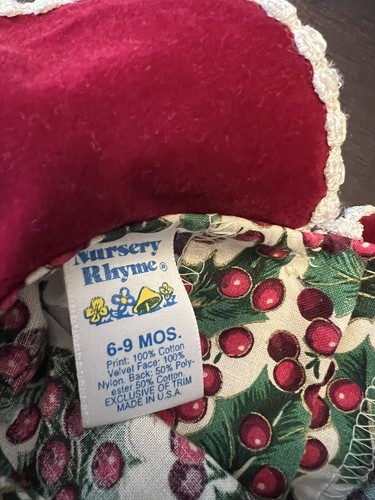 Nursery
Rhyme®
6-9 MOS.
Print: 100% Cotton
Velvet Face: 100%
Nylon. Back: 50% Poly-
ester 50% Cotton.
EXCLUSIVE OF TRIM
MADE IN U.S.A.